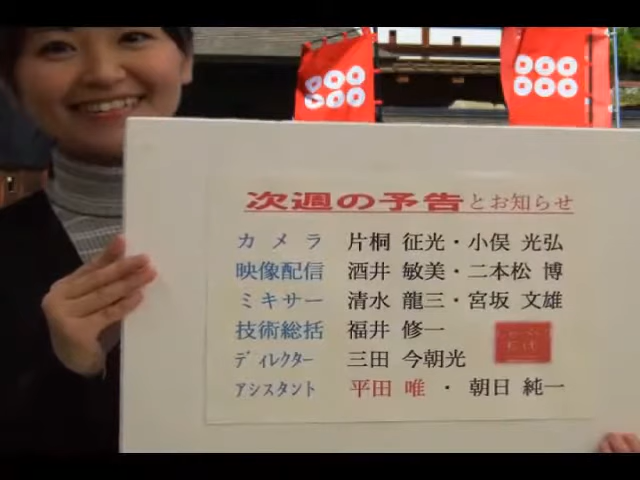 次週の予告とお知らせ
カメラ 片桐 征光・小俣 光弘
映像配信 酒井 敏美・二本松 博
ミキサー 清水 龍三・宮坂 文雄
技術総括 福井 修一
ディレクター 三田 今朝光
アシスタント 平田 唯・朝日 純一